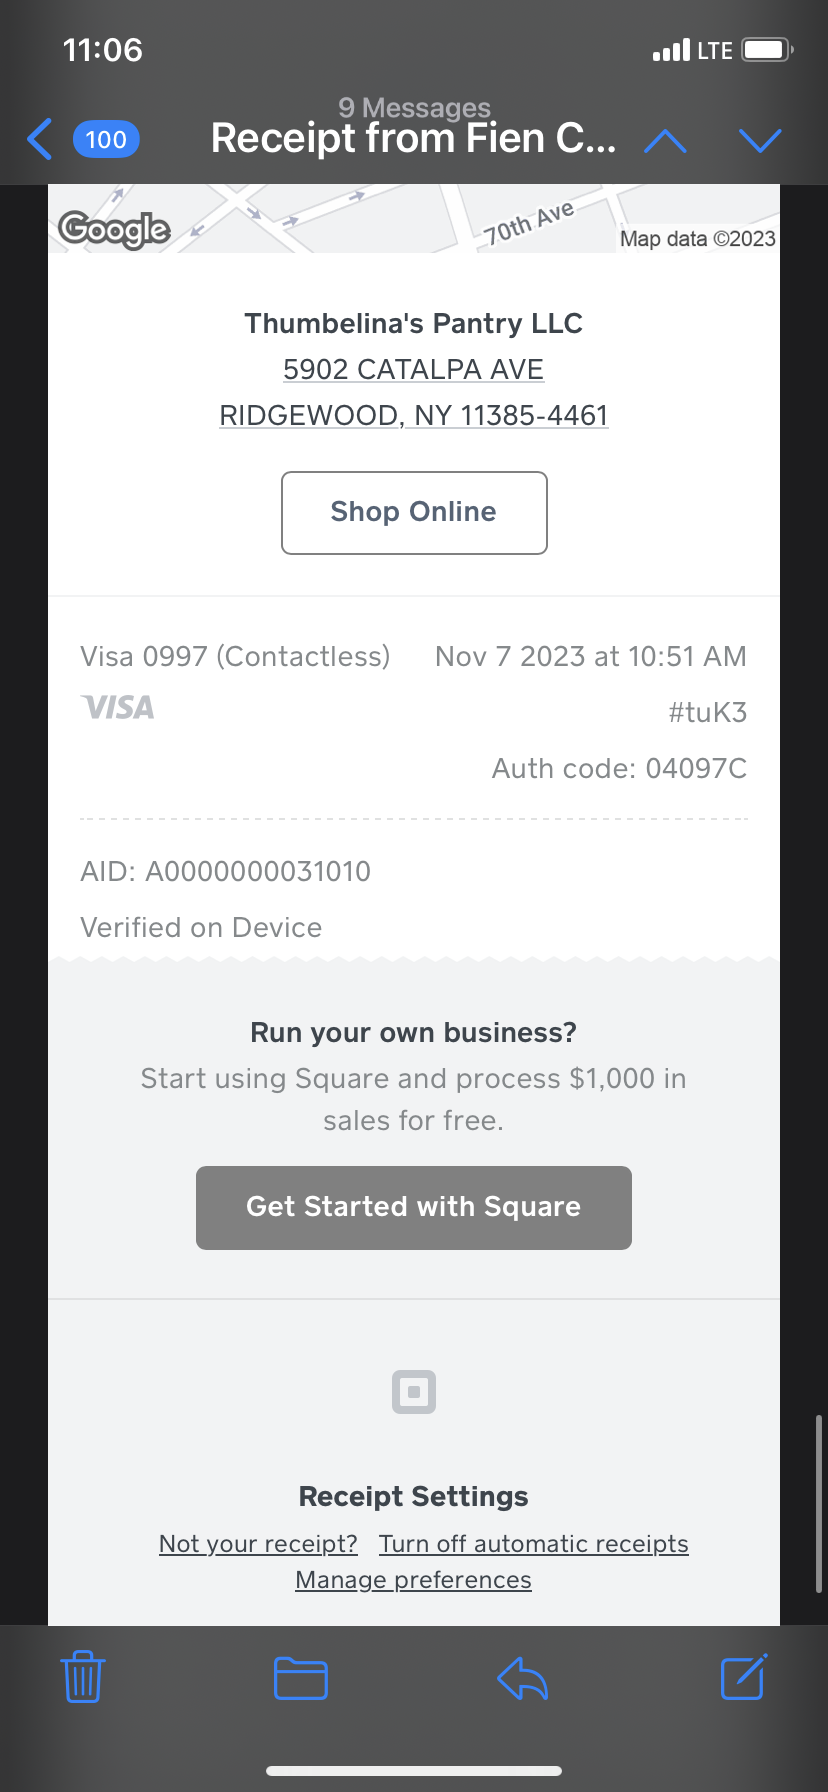 11:06
LTE
9 Messages
100
Receipt from Fien C...
Google
70th Ave
Map data ©2023
Thumbelina's Pantry LLC
5902 CATALPA AVE
RIDGEWOOD, NY 11385-4461
Shop Online
Visa 0997 (Contactless)
Nov 7 2023 at 10:51 AM
VISA
#tuK3
Auth code: 04097C
AID: A0000000031010
Verified on Device
Run your own business?
Start using Square and process $1,000 in
sales for free.
Get Started with Square
Receipt Settings
Not your receipt? Turn off automatic receipts
Manage preferences